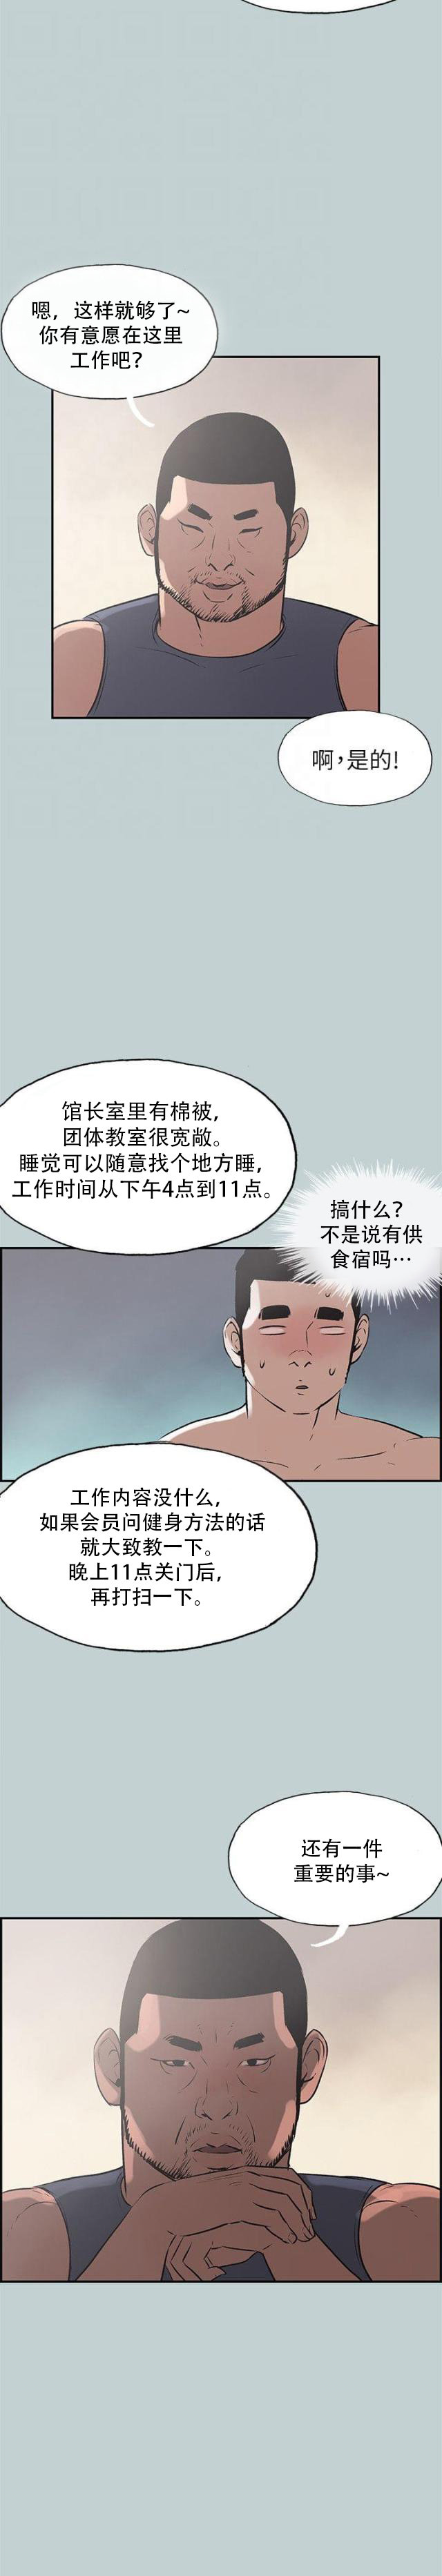 嗯，这样就够了~
你有意愿在这里
工作吧？
啊，是的！
馆长室里有棉被，
团体教室很宽敞。
睡觉可以随意找个地方睡，
工作时间从下午4点到11点。
搞什么？
不是说有供
食宿吗…
工作内容没什么，
如果会员问健身方法的话
就大致教一下。
晚上11点关门后，
再打扫一下。
还有一件
重要的事~